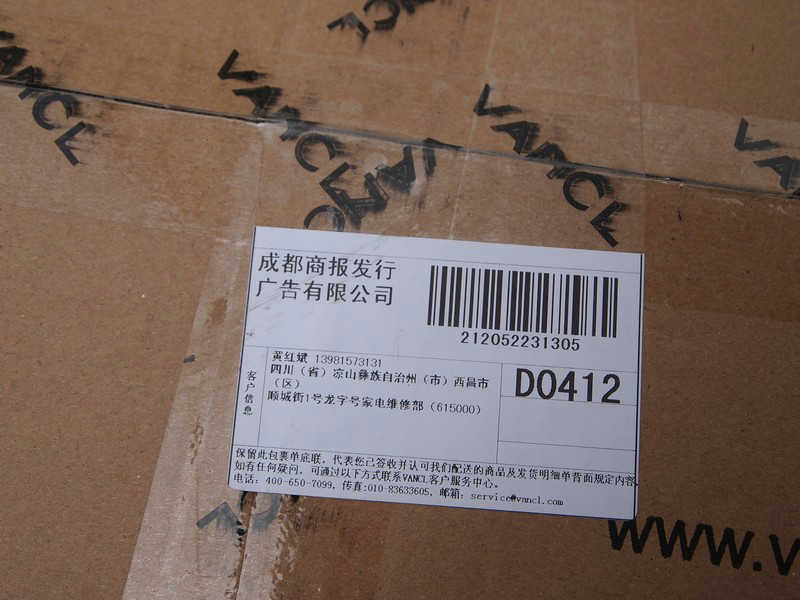 VANCL
VANCL
VANCL
VANCL
成都商报发行
广告有限公司
212052231305
客户信息
黄红斌 13981573131
四川（省）凉山彝族自治州（市）西昌市
（区）
顺城街1号龙字号家电维修部（615000）
D0412
保留此包裹单底联，代表您已签收并认可我们配送的商品及发货明细单背面规定内容.
如有任何疑问，可通过以下方式联系VANCL客户服务中心。
电话：400-650-7099, 传真:010-83633605, 邮箱：service@vancl.com
www.v